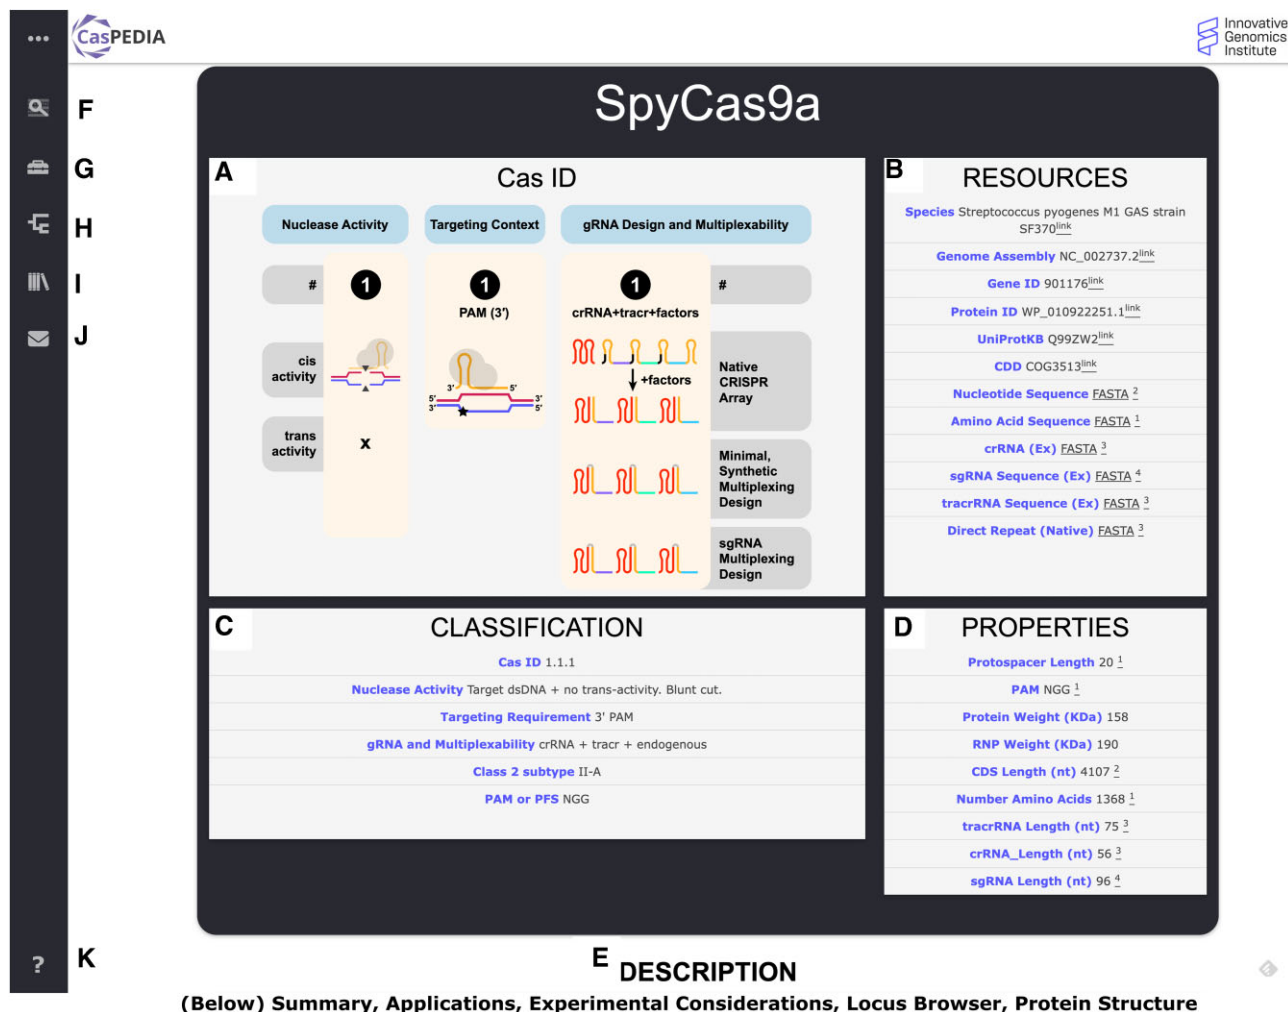 CasPEDIA
Innovative
Genomics
Institute
F
G
H
I
J
K
SpyCas9a
A
Cas ID
Nuclease Activity
Targeting Context
gRNA Design and Multiplexability
#
1
1
1
#
PAM (3')
crRNA+tracr+factors
cis
activity
3'
5'
5'
3'
3'
5'
+factors
Native
CRISPR
Array
trans
activity
x
Minimal,
Synthetic
Multiplexing
Design
sgRNA
Multiplexing
Design
B
RESOURCES
Species Streptococcus pyogenes M1 GAS strain
SF370link
Genome Assembly NC_002737.2link
Gene ID 901176link
Protein ID WP_010922251.1link
UniProtKB Q99ZW2link
CDD COG3513link
Nucleotide Sequence FASTA 2
Amino Acid Sequence FASTA 1
crRNA (Ex) FASTA 3
sgRNA Sequence (Ex) FASTA 4
tracrRNA Sequence (Ex) FASTA 3
Direct Repeat (Native) FASTA 3
C
CLASSIFICATION
Cas ID 1.1.1
Nuclease Activity Target dsDNA + no trans-activity. Blunt cut.
Targeting Requirement 3' PAM
gRNA and Multiplexability crRNA + tracr + endogenous
Class 2 subtype II-A
PAM or PFS NGG
D
PROPERTIES
Protospacer Length 20 1
PAM NGG 1
Protein Weight (KDa) 158
RNP Weight (KDa) 190
CDS Length (nt) 4107 2
Number Amino Acids 1368 1
tracrRNA Length (nt) 75 3
crRNA_Length (nt) 56 3
sgRNA Length (nt) 96 4
?
E
DESCRIPTION
(Below) Summary, Applications, Experimental Considerations, Locus Browser, Protein Structure